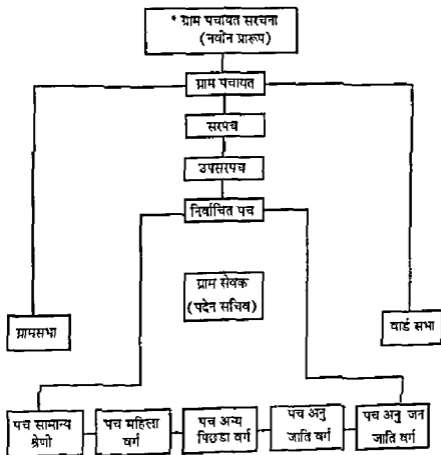 * ग्राम पचायत सरचना
(नवीन प्रारूप)
ग्राम पचायत
सरपच
उपसरपच
निर्वाचित पच
ग्राम सेवक
(पदेन सचिव)
ग्रामसभा
वार्ड सभा
पच सामान्य
श्रेणी
पच महिला
वर्ग
पच अन्य
पिछडा वर्ग
पच अनु
जाति वर्ग
पच अनु जन
जाति वर्ग